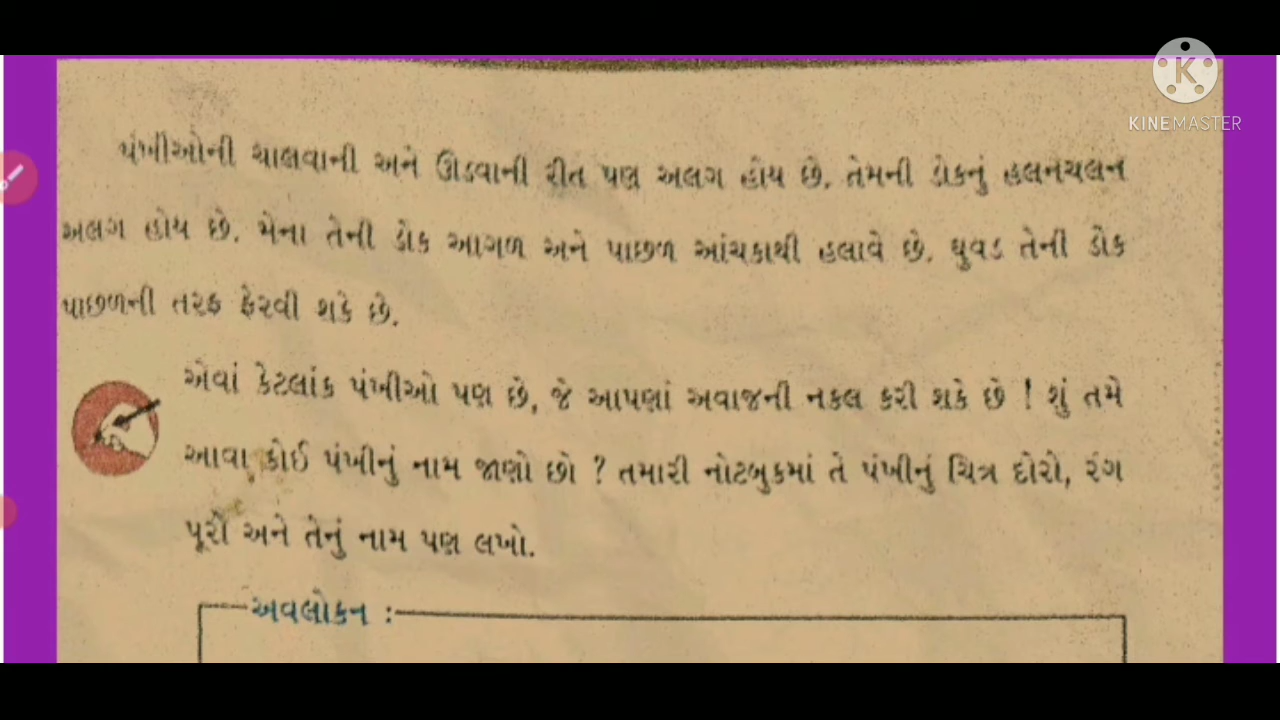 KINEMASTER
પંખીઓની ચાલવાની અને ઊડવાની રીત પણ અલગ હોય છે. તેમની ડોકનું હલનચલન
અલગ હોય છે. મેના તેની ડોક આગળ અને પાછળ આંચકાથી હલાવે છે. ઘુવડ તેની ડોક
પાછળની તરફ ફેરવી શકે છે.
એવાં કેટલાંક પંખીઓ પણ છે, જે આપણાં અવાજની નકલ કરી શકે છે ! શું તમે
આવા કોઈ પંખીનું નામ જાણો છો ? તમારી નોટબુકમાં તે પંખીનું ચિત્ર દોરો, રંગ
પૂરો અને તેનું નામ પણ લખો.
અવલોકન :